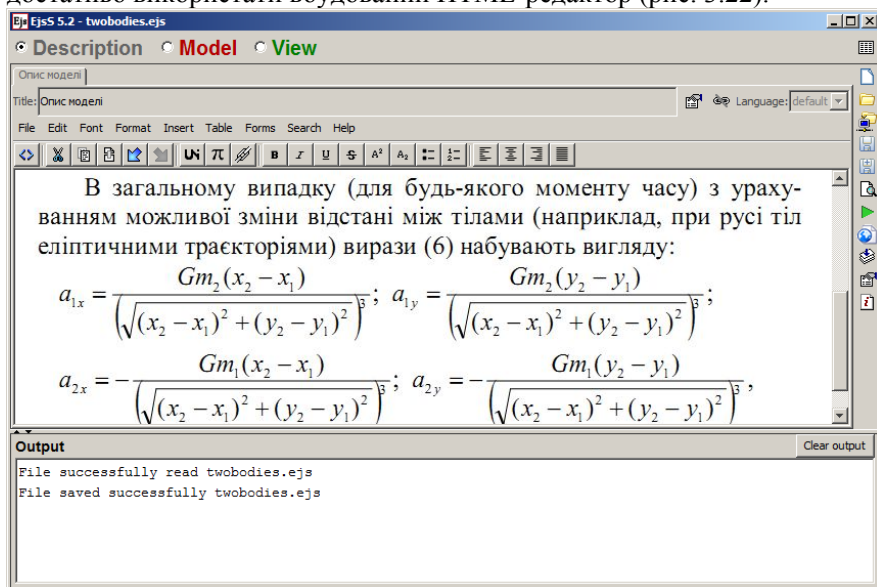 достатньо використати вбудований HTML-редактор (рис. 3.22).
EjsS 5.2 - twobodies.ejs
Description Model View
Опис моделі
Title: Опис моделі Language: default
File Edit Font Format Insert Table Forms Search Help
В загальному випадку (для будь-якого моменту часу) з ураху-
ванням можливої зміни відстані між тілами (наприклад, при русі тіл
еліптичними траєкторіями) вирази (6) набувають вигляду:
a₁ₓ = Gm₂(x₂ − x₁) / (√((x₂ − x₁)² + (y₂ − y₁)²))³; a₁ᵧ = Gm₂(y₂ − y₁) / (√((x₂ − x₁)² + (y₂ − y₁)²))³;
a₂ₓ = −Gm₁(x₂ − x₁) / (√((x₂ − x₁)² + (y₂ − y₁)²))³; a₂ᵧ = −Gm₁(y₂ − y₁) / (√((x₂ − x₁)² + (y₂ − y₁)²))³,
Output Clear output
File successfully read twobodies.ejs
File saved successfully twobodies.ejs